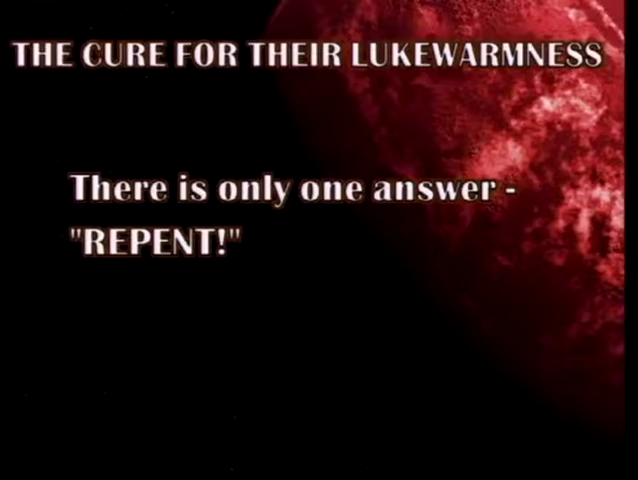 THE CURE FOR THEIR LUKEWARMNESS
There is only one answer -
"REPENT!"